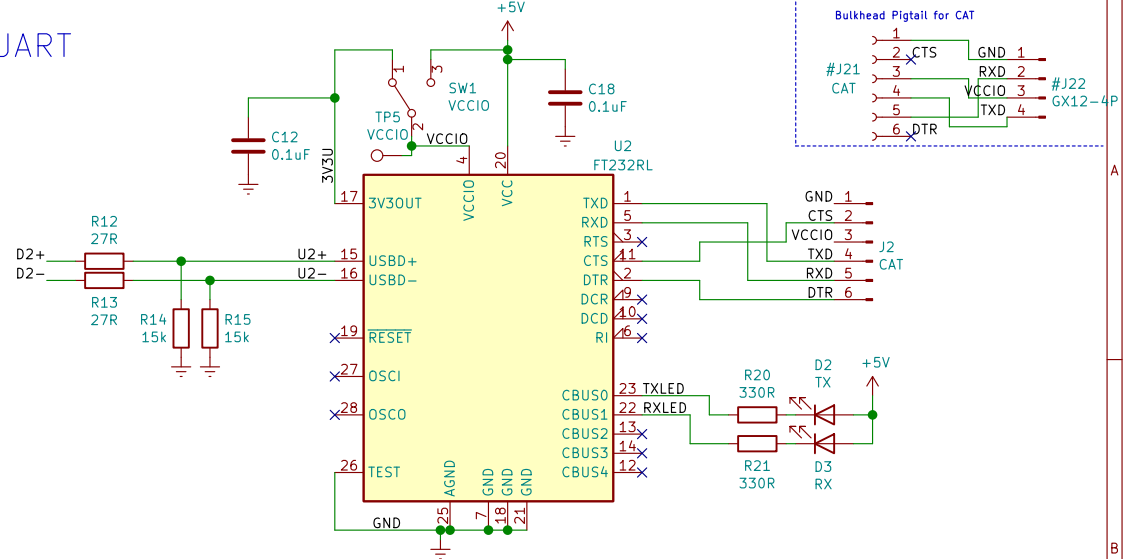 UART
+5V
Bulkhead Pigtail for CAT
1
2 CTS
3
4
5
6 DTR
#J21
CAT
GND 1
RXD 2
VCCIO 3
TXD 4
#J22
GX12-4P
1
3
2
SW1
VCCIO
TP5
VCCIO
VCCIO
C18
0.1uF
C12
0.1uF
3V3U
4
20
U2
FT232RL
VCCIO
VCC
17 3V3OUT
15 USBD+
16 USBD-
19 RESET
27 OSCI
28 OSCO
26 TEST
TXD 1
RXD 5
RTS 3
CTS 11
DTR 2
DCR 9
DCD 10
RI 6
CBUS0 23 TXLED
CBUS1 22 RXLED
CBUS2 13
CBUS3 14
CBUS4 12
AGND
GND
GND
GND
25
7
18
21
GND
R12
27R
D2+
D2-
U2+
U2-
R13
27R
R14
15k
R15
15k
GND 1
CTS 2
VCCIO 3
TXD 4
RXD 5
DTR 6
J2
CAT
R20
330R
D2
TX
+5V
R21
330R
D3
RX
A
B